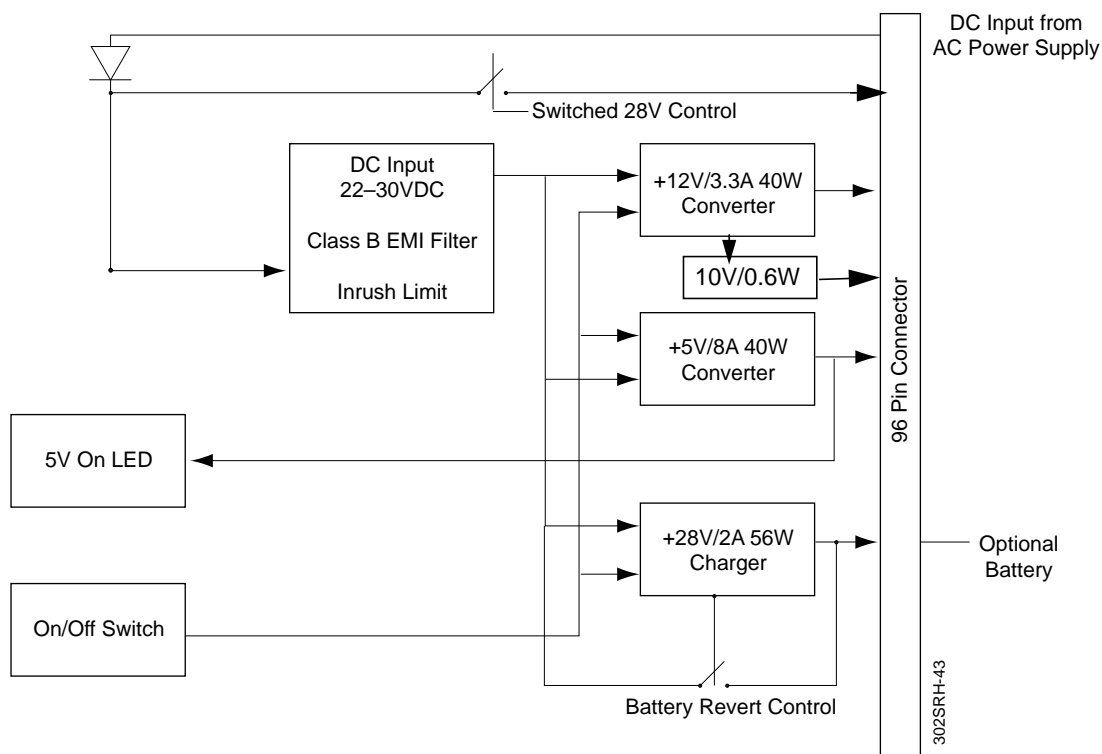 DC Input from
AC Power Supply
Switched 28V Control
DC Input
22–30VDC
Class B EMI Filter
Inrush Limit
+12V/3.3A 40W
Converter
10V/0.6W
+5V/8A 40W
Converter
96 Pin Connector
5V On LED
+28V/2A 56W
Charger
Optional
Battery
On/Off Switch
Battery Revert Control
302SRH-43